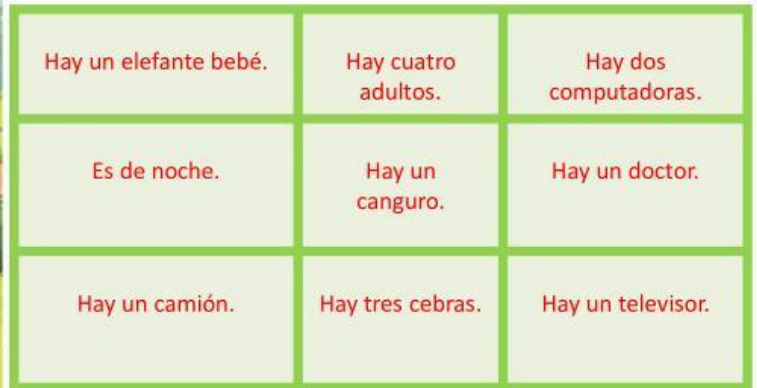 Hay un elefante bebé.
Hay cuatro
adultos.
Hay dos
computadoras.
Es de noche.
Hay un
canguro.
Hay un doctor.
Hay un camión.
Hay tres cebras.
Hay un televisor.